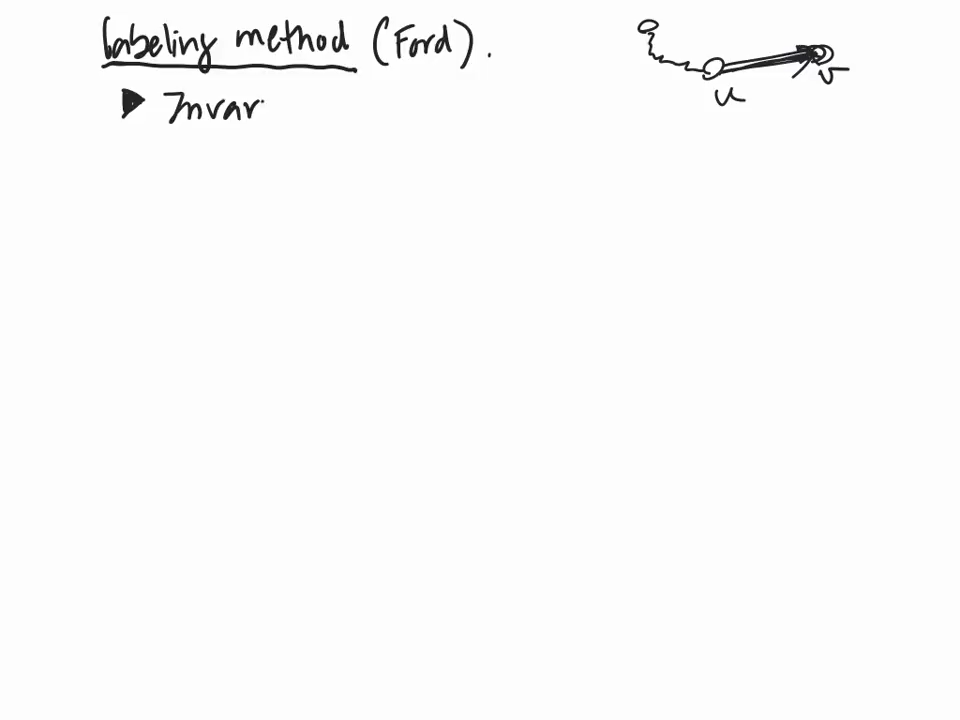 labeling method (Ford).
▶ Invar
u
v